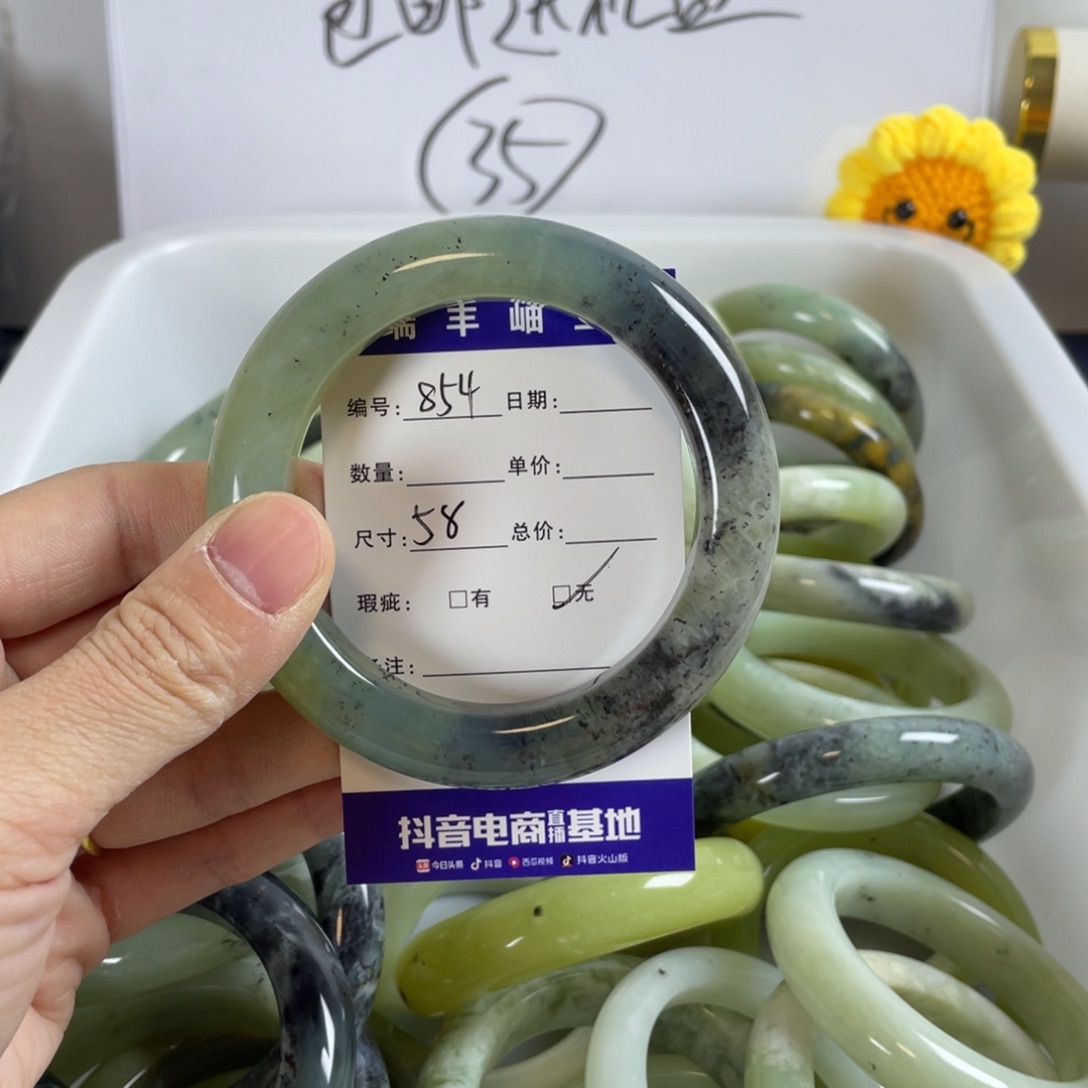 35
羊岫
编号: 854 日期:
数量: 单价:
尺寸: 58 总价:
瑕疵: □有 ☑无
注:
抖音电商直播基地
今日头条 抖音 西瓜视频 抖音火山版